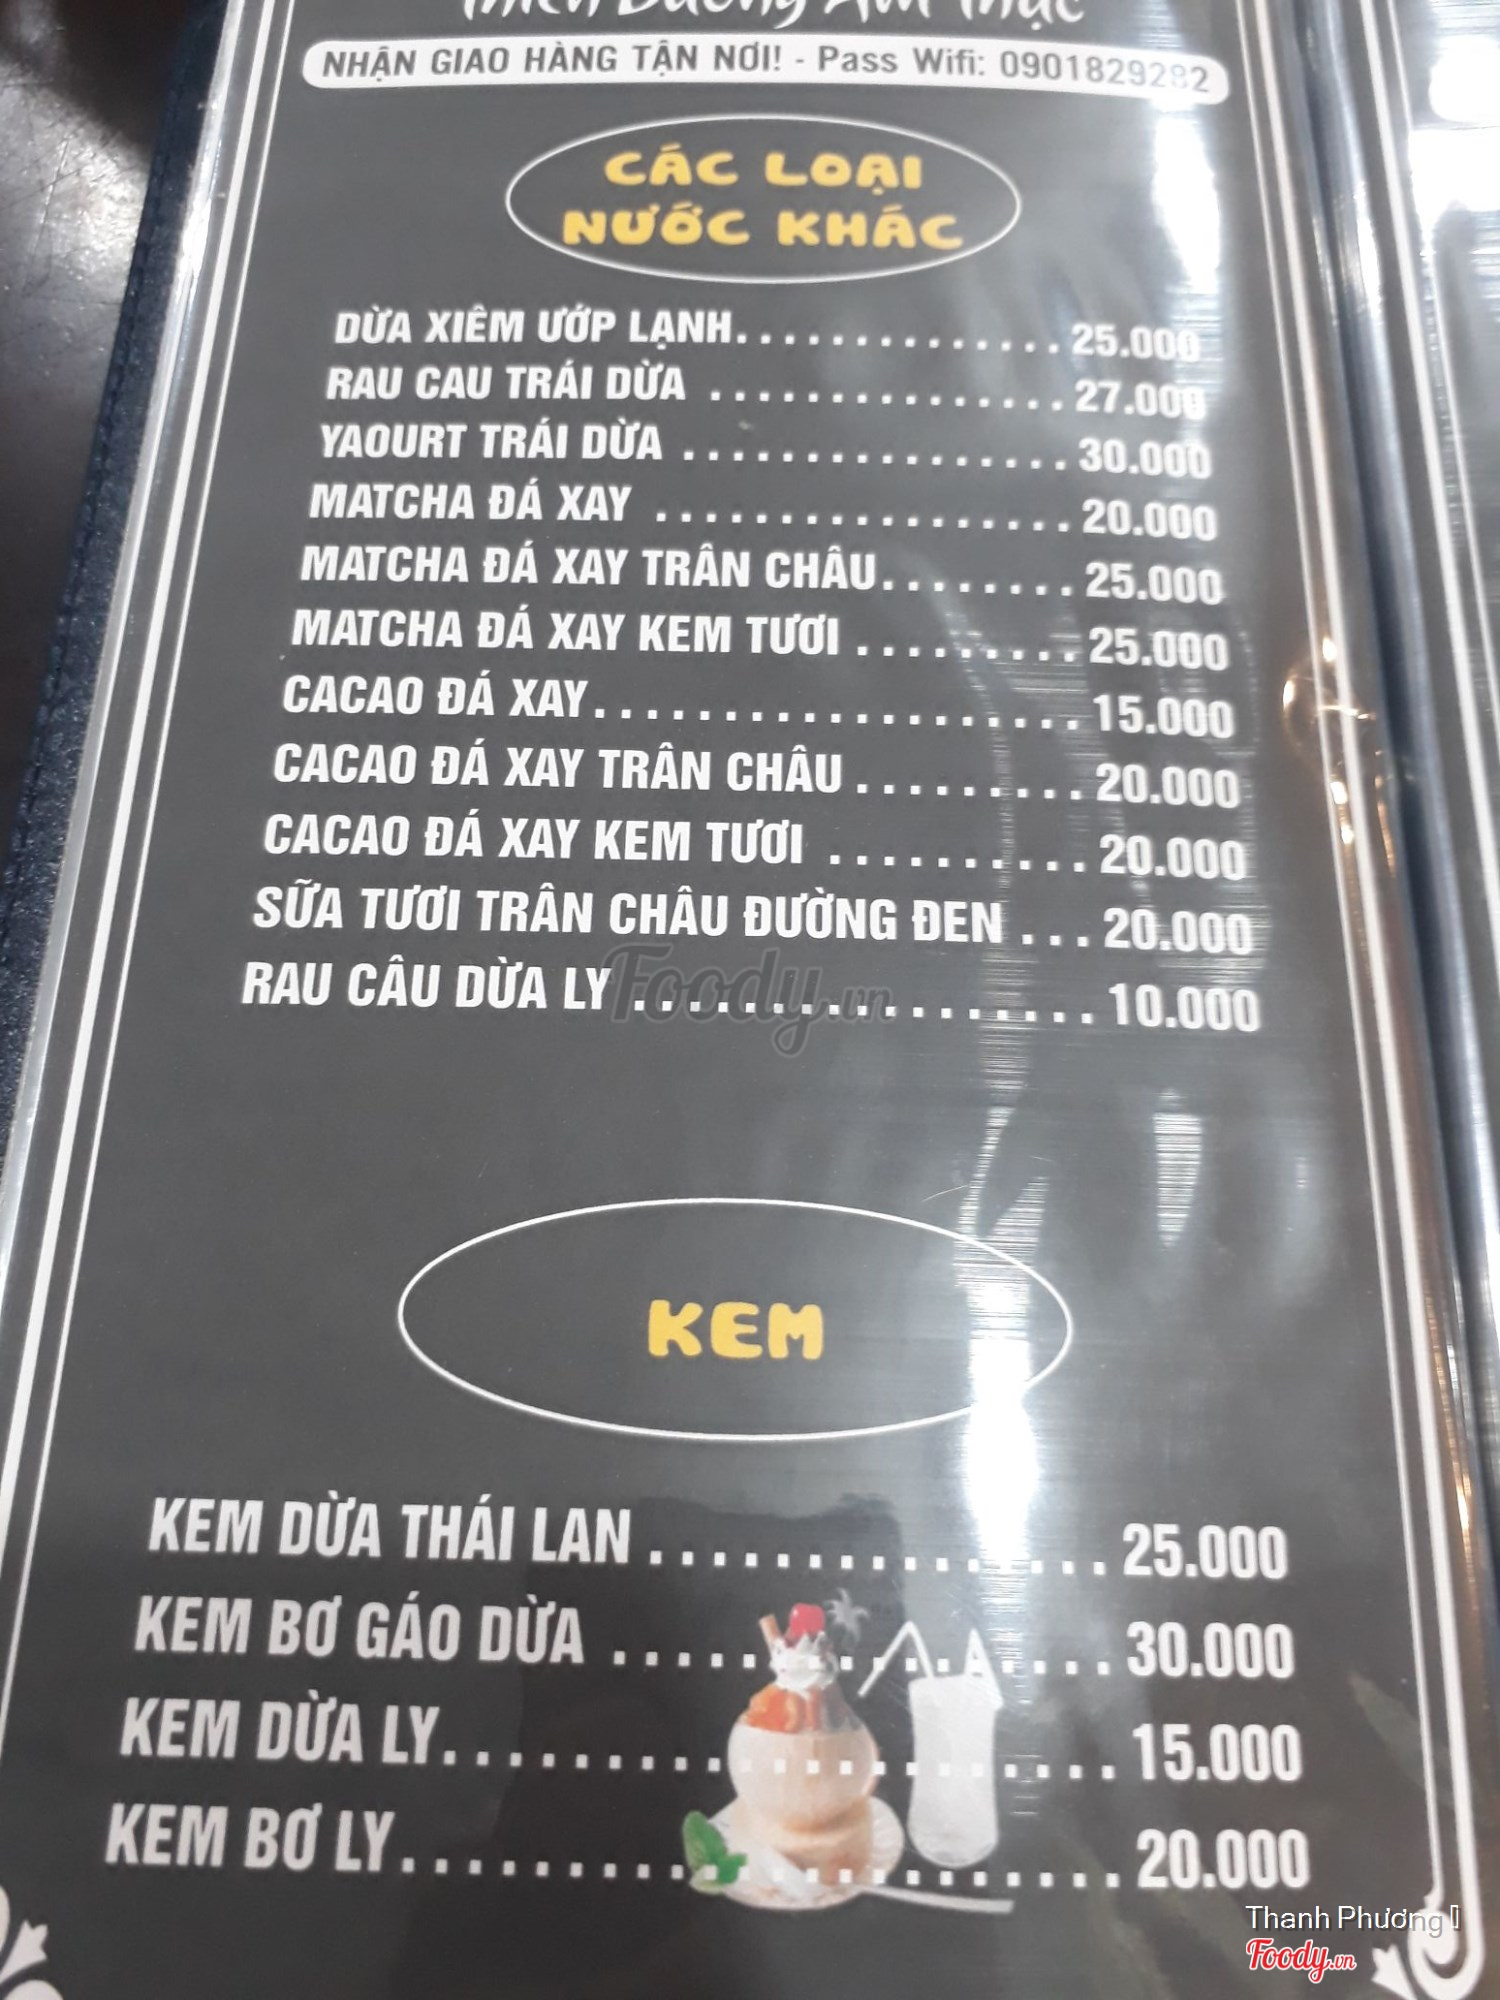 NHẬN GIAO HÀNG TẬN NƠI! - Pass Wifi: 0901829282
CÁC LOẠI
NƯỚC KHÁC
DỪA XIÊM ƯỚP LẠNH.............. 25.000
RAU CAU TRÁI DỪA ............... 27.000
YAOURT TRÁI DỪA ................ 30.000
MATCHA ĐÁ XAY ................. 20.000
MATCHA ĐÁ XAY TRÂN CHÂU........ 25.000
MATCHA ĐÁ XAY KEM TƯƠI ......... 25.000
CACAO ĐÁ XAY................... 15.000
CACAO ĐÁ XAY TRÂN CHÂU ......... 20.000
CACAO ĐÁ XAY KEM TƯƠI .......... 20.000
SỮA TƯƠI TRÂN CHÂU ĐƯỜNG ĐEN ... 20.000
RAU CÂU DỪA LY .................. 10.000
Foody.vn
KEM
KEM DỪA THÁI LAN ................ 25.000
KEM BƠ GÁO DỪA .................. 30.000
KEM DỪA LY.......................... 15.000
KEM BƠ LY........................... 20.000
Thanh Phương
Foody.vn